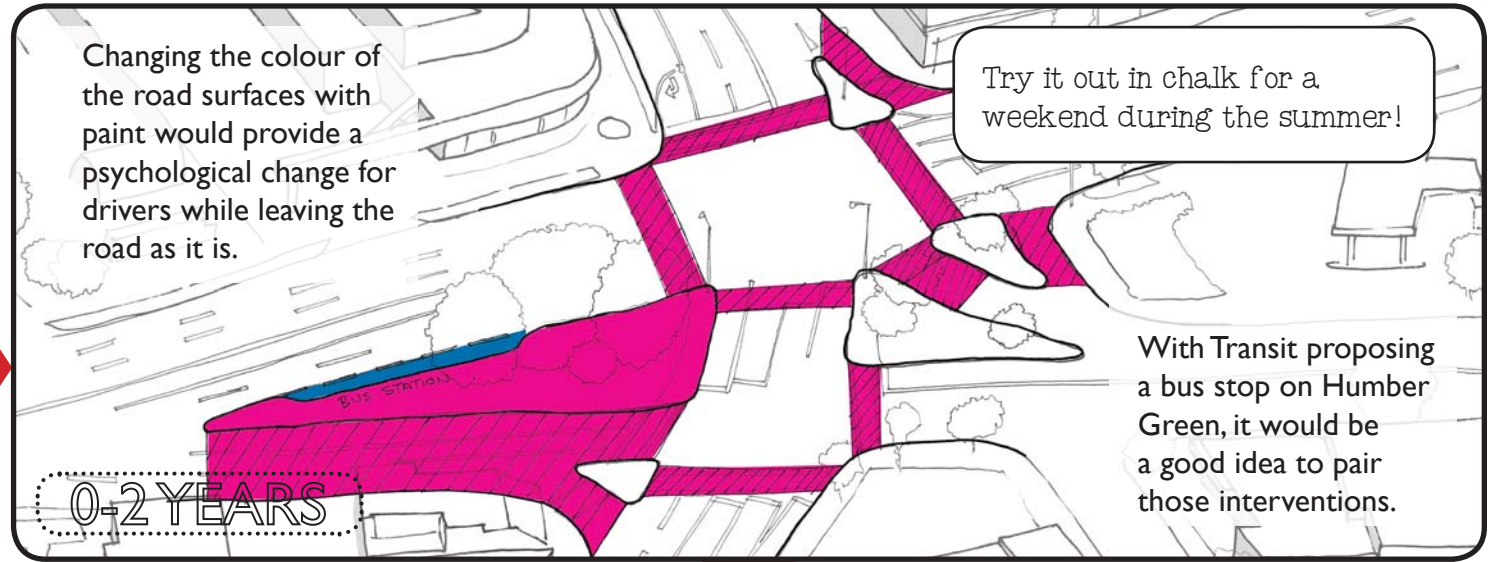 Changing the colour of
the road surfaces with
paint would provide a
psychological change for
drivers while leaving the
road as it is.
Try it out in chalk for a
weekend during the summer!
BUS STATION
With Transit proposing
a bus stop on Humber
Green, it would be
a good idea to pair
those interventions.
0-2 YEARS